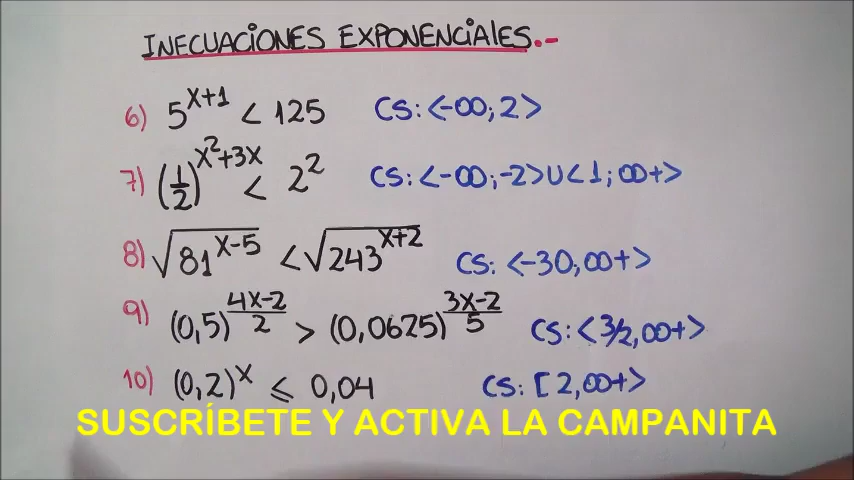 INECUACIONES EXPONENCIALES.-
6) 5^(x+1) < 125 CS: <-∞; 2>
7) (1/2)^(x²+3x) < 2² CS: <-∞; -2> U <1; ∞+>
8) √(81^(x-5)) < √(243^(x+2)) CS: <-30, ∞+>
9) (0,5)^((4x-2)/2) > (0,0625)^((3x-2)/5) CS: <3/2, ∞+>
10) (0,2)^x ≤ 0,04 CS: [2, ∞+>
SUSCRÍBETE Y ACTIVA LA CAMPANITA